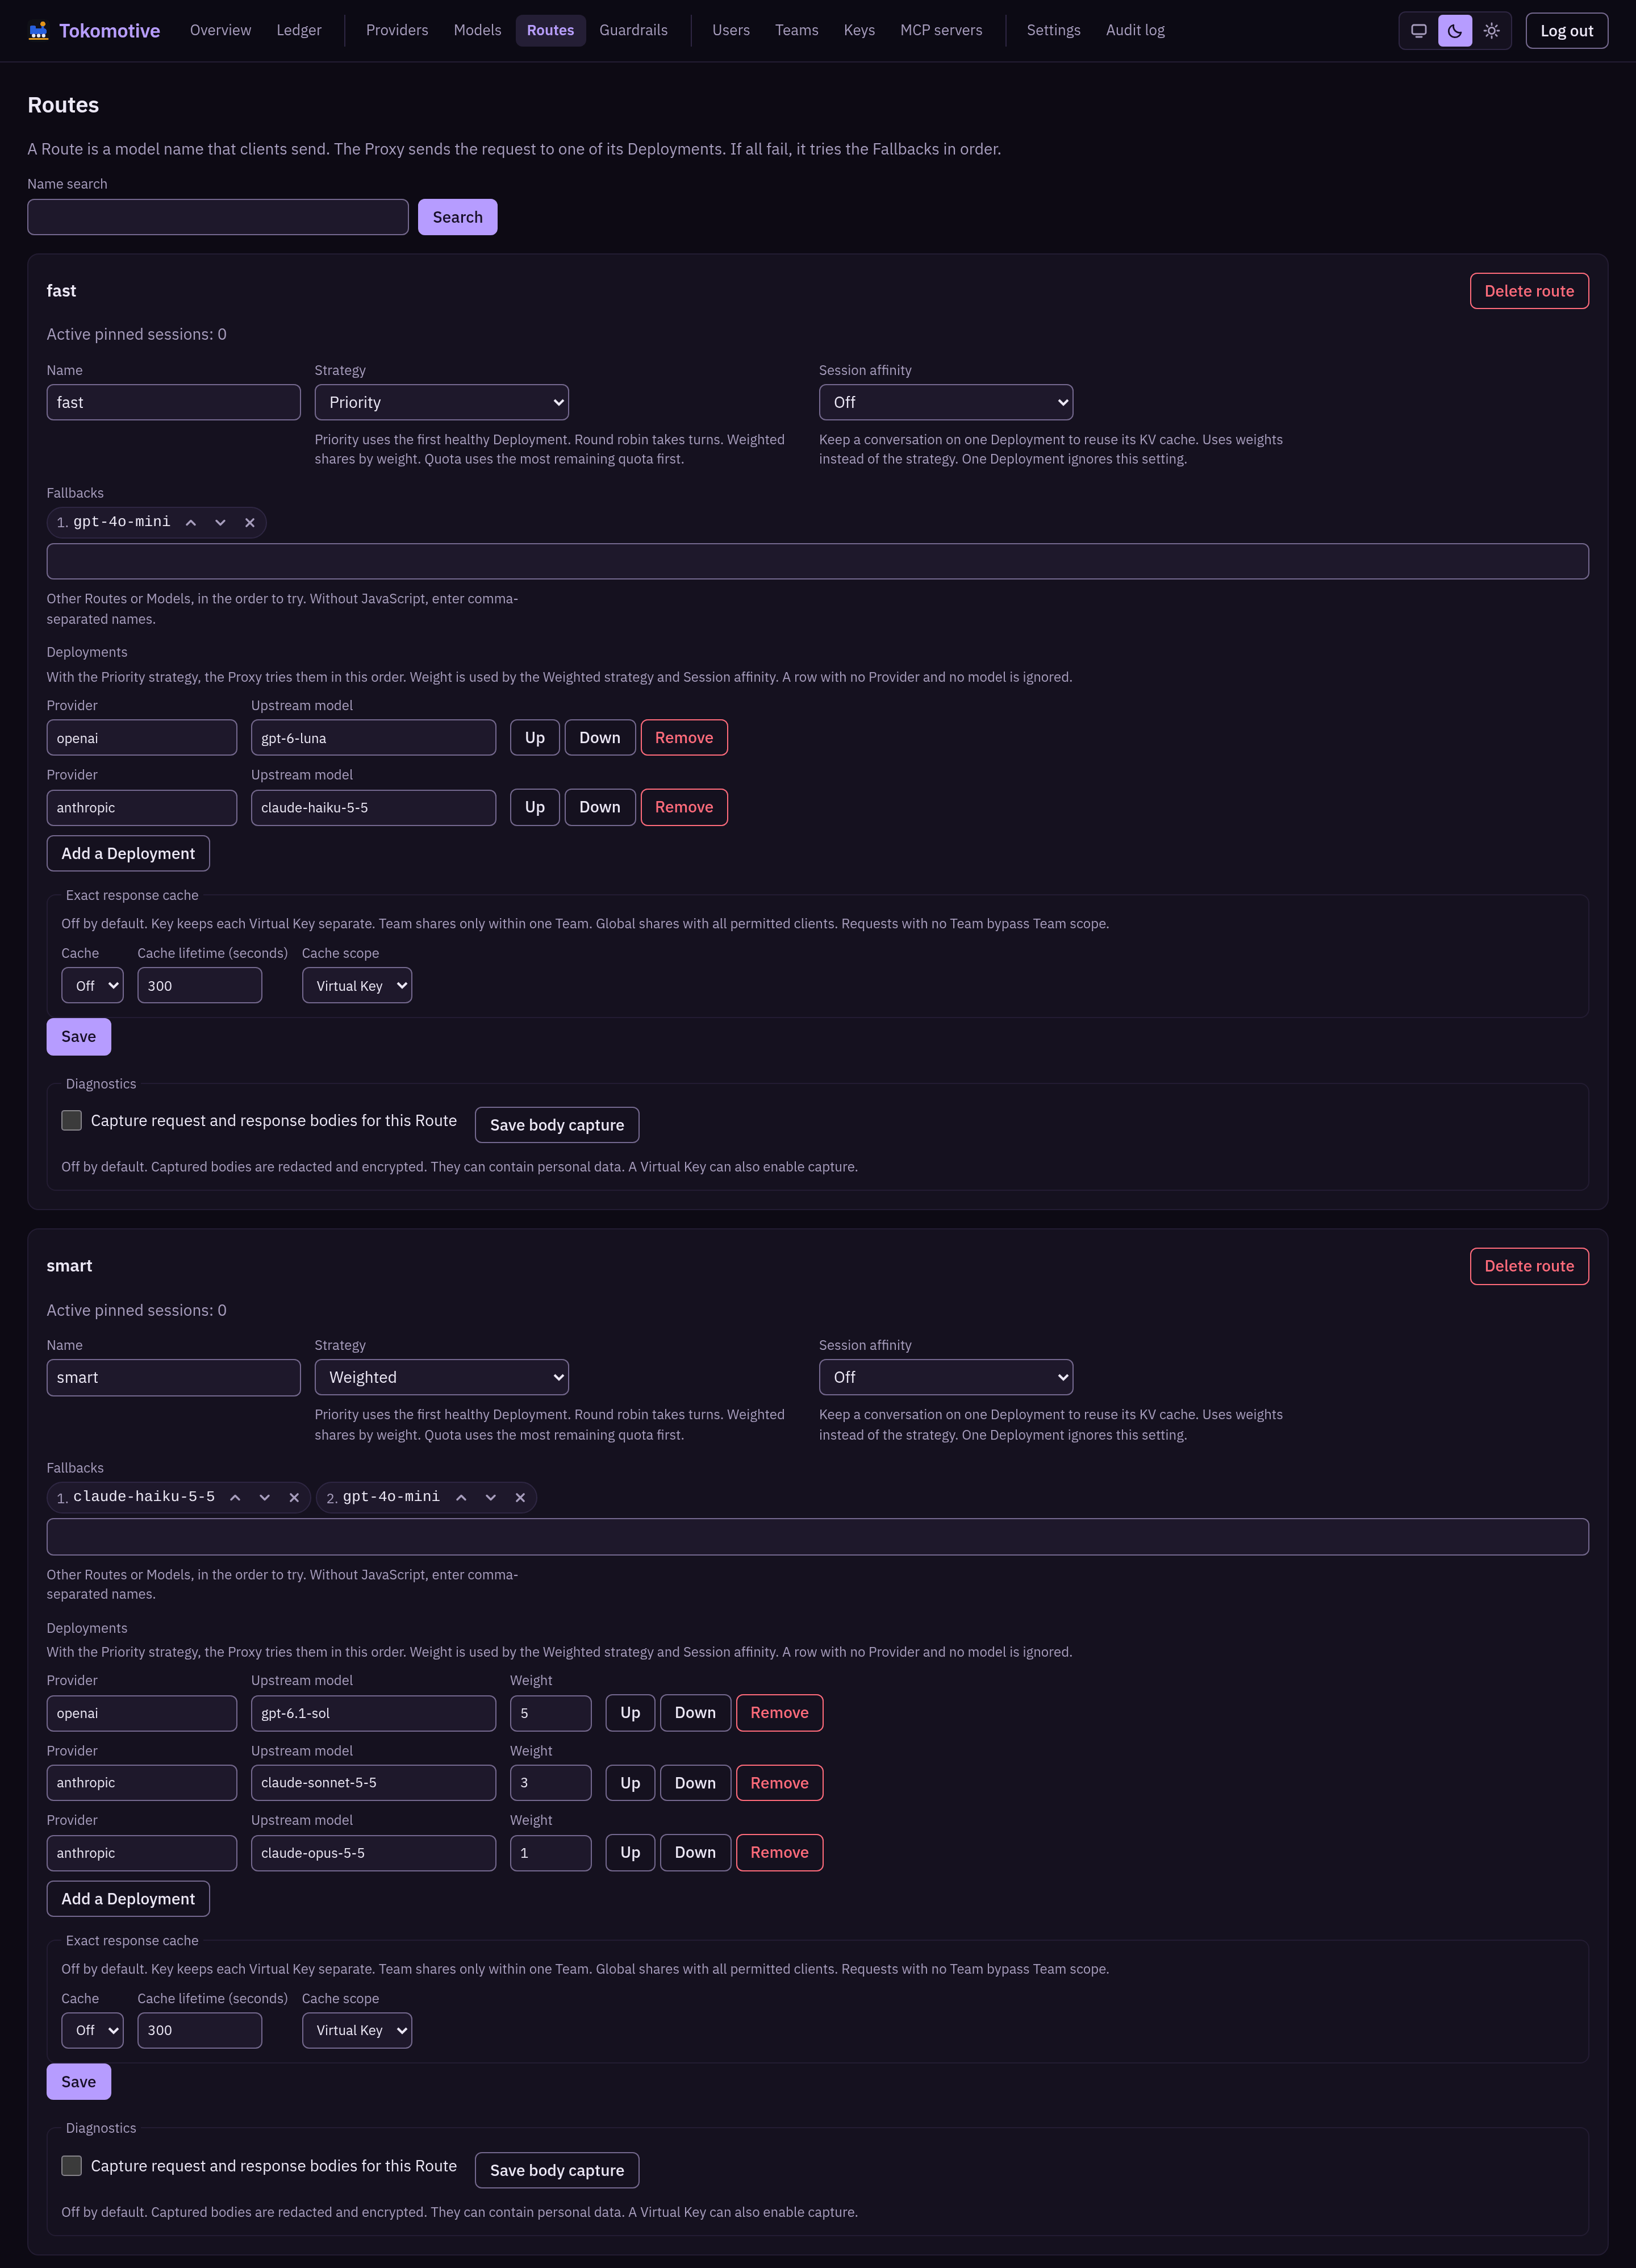 Tokomotive Overview Ledger Providers Models Routes Guardrails Users Teams Keys MCP servers Settings Audit log Log out
Routes
A Route is a model name that clients send. The Proxy sends the request to one of its Deployments. If all fail, it tries the Fallbacks in order.
Name search
Search
fast Delete route
Active pinned sessions: 0
Name Strategy Session affinity
fast Priority Off
Priority uses the first healthy Deployment. Round robin takes turns. Weighted
shares by weight. Quota uses the most remaining quota first.
Keep a conversation on one Deployment to reuse its KV cache. Uses weights
instead of the strategy. One Deployment ignores this setting.
Fallbacks
1. gpt-4o-mini
Other Routes or Models, in the order to try. Without JavaScript, enter comma-
separated names.
Deployments
With the Priority strategy, the Proxy tries them in this order. Weight is used by the Weighted strategy and Session affinity. A row with no Provider and no model is ignored.
Provider Upstream model
openai gpt-6-luna Up Down Remove
Provider Upstream model
anthropic claude-haiku-5-5 Up Down Remove
Add a Deployment
Exact response cache
Off by default. Key keeps each Virtual Key separate. Team shares only within one Team. Global shares with all permitted clients. Requests with no Team bypass Team scope.
Cache Cache lifetime (seconds) Cache scope
Off 300 Virtual Key
Save
Diagnostics
Capture request and response bodies for this Route Save body capture
Off by default. Captured bodies are redacted and encrypted. They can contain personal data. A Virtual Key can also enable capture.
smart Delete route
Active pinned sessions: 0
Name Strategy Session affinity
smart Weighted Off
Priority uses the first healthy Deployment. Round robin takes turns. Weighted
shares by weight. Quota uses the most remaining quota first.
Keep a conversation on one Deployment to reuse its KV cache. Uses weights
instead of the strategy. One Deployment ignores this setting.
Fallbacks
1. claude-haiku-5-5 2. gpt-4o-mini
Other Routes or Models, in the order to try. Without JavaScript, enter comma-
separated names.
Deployments
With the Priority strategy, the Proxy tries them in this order. Weight is used by the Weighted strategy and Session affinity. A row with no Provider and no model is ignored.
Provider Upstream model Weight
openai gpt-6.1-sol 5 Up Down Remove
Provider Upstream model Weight
anthropic claude-sonnet-5-5 3 Up Down Remove
Provider Upstream model Weight
anthropic claude-opus-5-5 1 Up Down Remove
Add a Deployment
Exact response cache
Off by default. Key keeps each Virtual Key separate. Team shares only within one Team. Global shares with all permitted clients. Requests with no Team bypass Team scope.
Cache Cache lifetime (seconds) Cache scope
Off 300 Virtual Key
Save
Diagnostics
Capture request and response bodies for this Route Save body capture
Off by default. Captured bodies are redacted and encrypted. They can contain personal data. A Virtual Key can also enable capture.